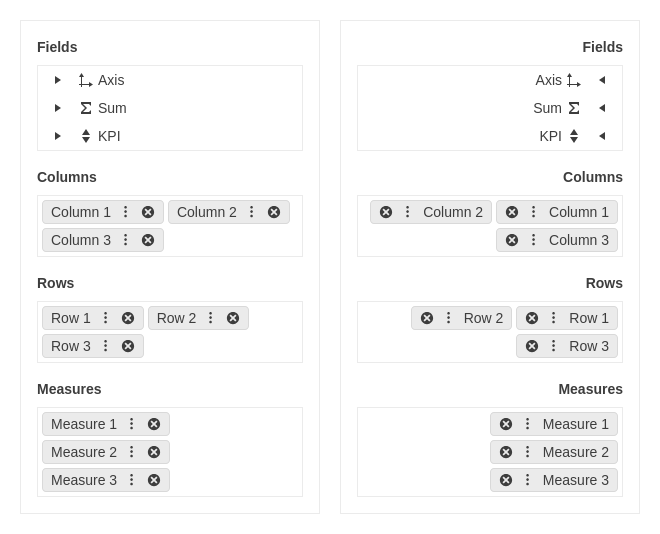 Fields
Axis
Sum
KPI
Columns
Column 1 Column 2
Column 3
Rows
Row 1 Row 2
Row 3
Measures
Measure 1
Measure 2
Measure 3
Fields
Axis
Sum
KPI
Columns
Column 2 Column 1
Column 3
Rows
Row 2 Row 1
Row 3
Measures
Measure 1
Measure 2
Measure 3